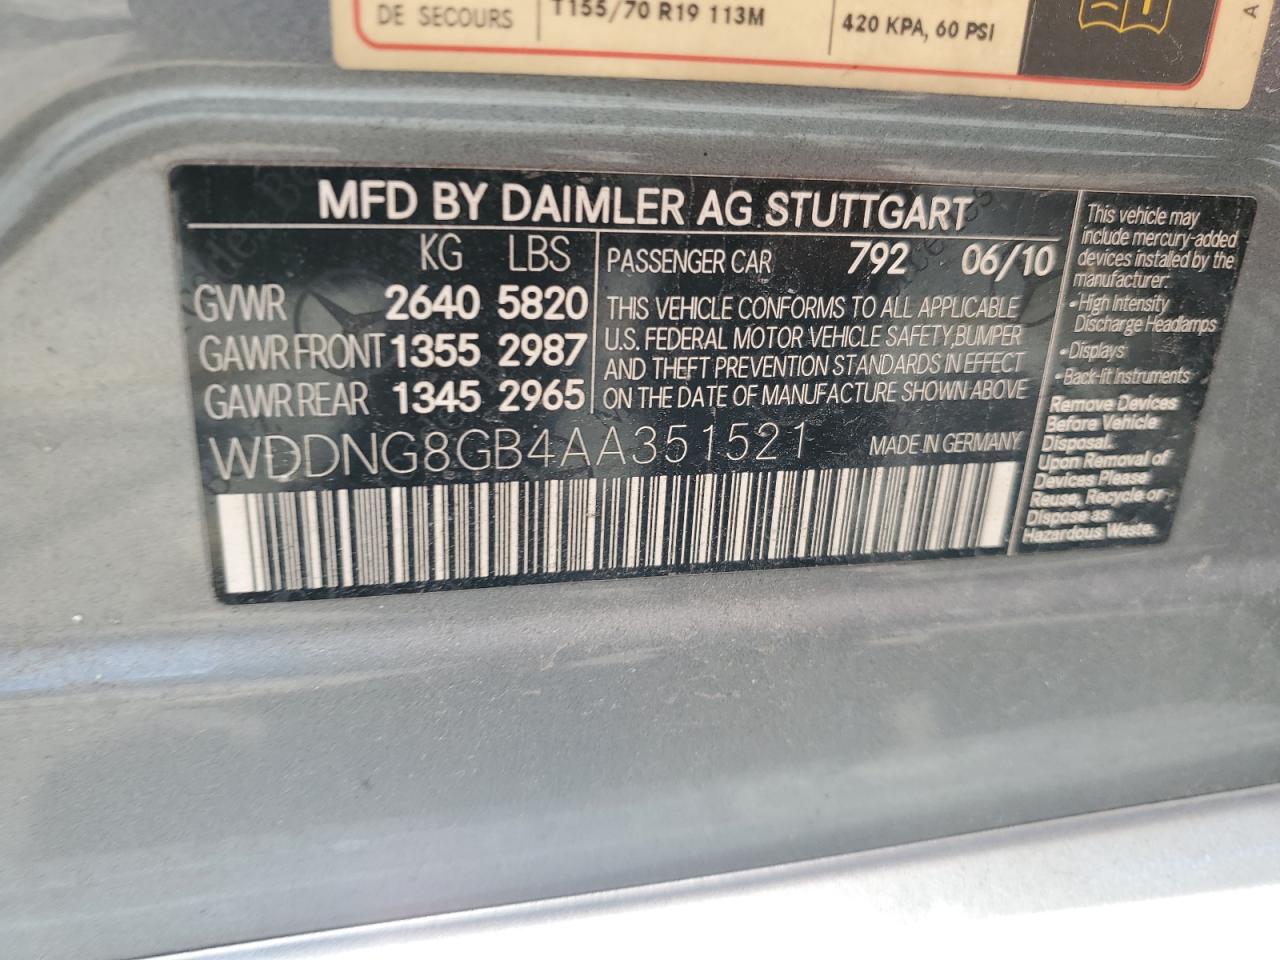 DE SECOURS T155/70 R19 113M 420 KPA, 60 PSI
A
MFD BY DAIMLER AG STUTTGART
KG LBS
GVWR 2640 5820
GAWR FRONT 1355 2987
GAWR REAR 1345 2965
PASSENGER CAR 792 06/10
THIS VEHICLE CONFORMS TO ALL APPLICABLE
U.S. FEDERAL MOTOR VEHICLE SAFETY,BUMPER
AND THEFT PREVENTION STANDARDS IN EFFECT
ON THE DATE OF MANUFACTURE SHOWN ABOVE
WDDNG8GB4AA351521 MADE IN GERMANY
This vehicle may
include mercury-added
devices installed by the
manufacturer:
• High Intensity
Discharge Headlamps
• Displays
• Back-lit Instruments
Remove Devices
Before Vehicle
Disposal.
Upon Removal of
Devices Please
Reuse, Recycle or
Dispose as
Hazardous Waste.